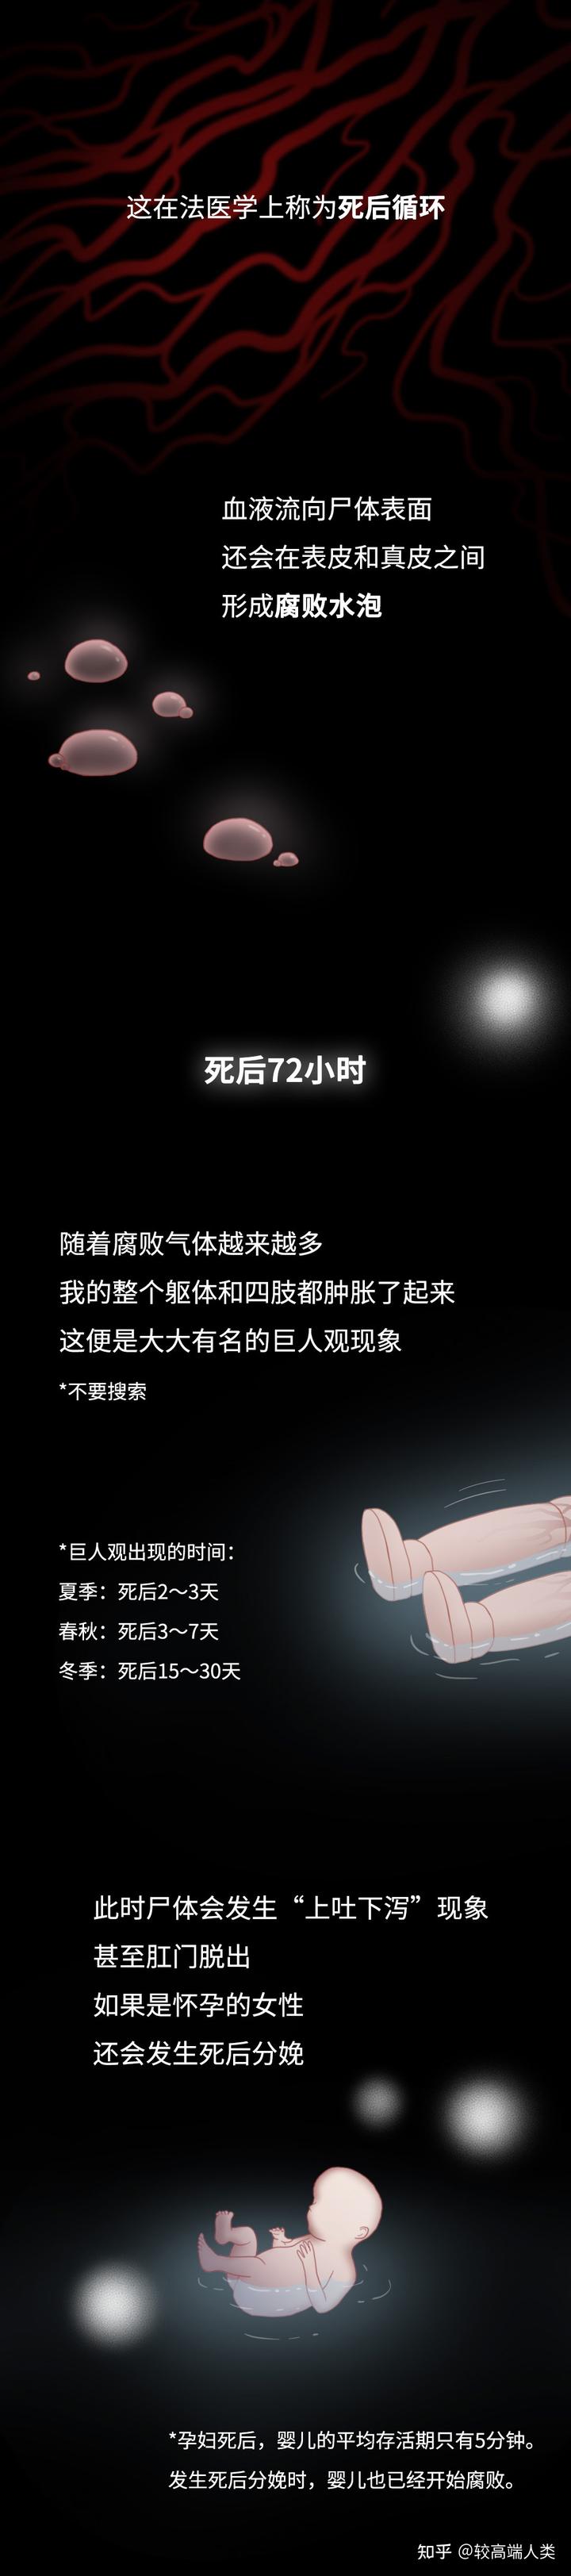 这在法医学上称为死后循环
血液流向尸体表面
还会在表皮和真皮之间
形成腐败水泡
死后72小时
随着腐败气体越来越多
我的整个躯体和四肢都肿胀了起来
这便是大大有名的巨人观现象
*不要搜索
*巨人观出现的时间：
夏季：死后2～3天
春秋：死后3～7天
冬季：死后15～30天
此时尸体会发生“上吐下泻”现象
甚至肛门脱出
如果是怀孕的女性
还会发生死后分娩
*孕妇死后，婴儿的平均存活期只有5分钟。
发生死后分娩时，婴儿也已经开始腐败。
知乎 @较高端人类